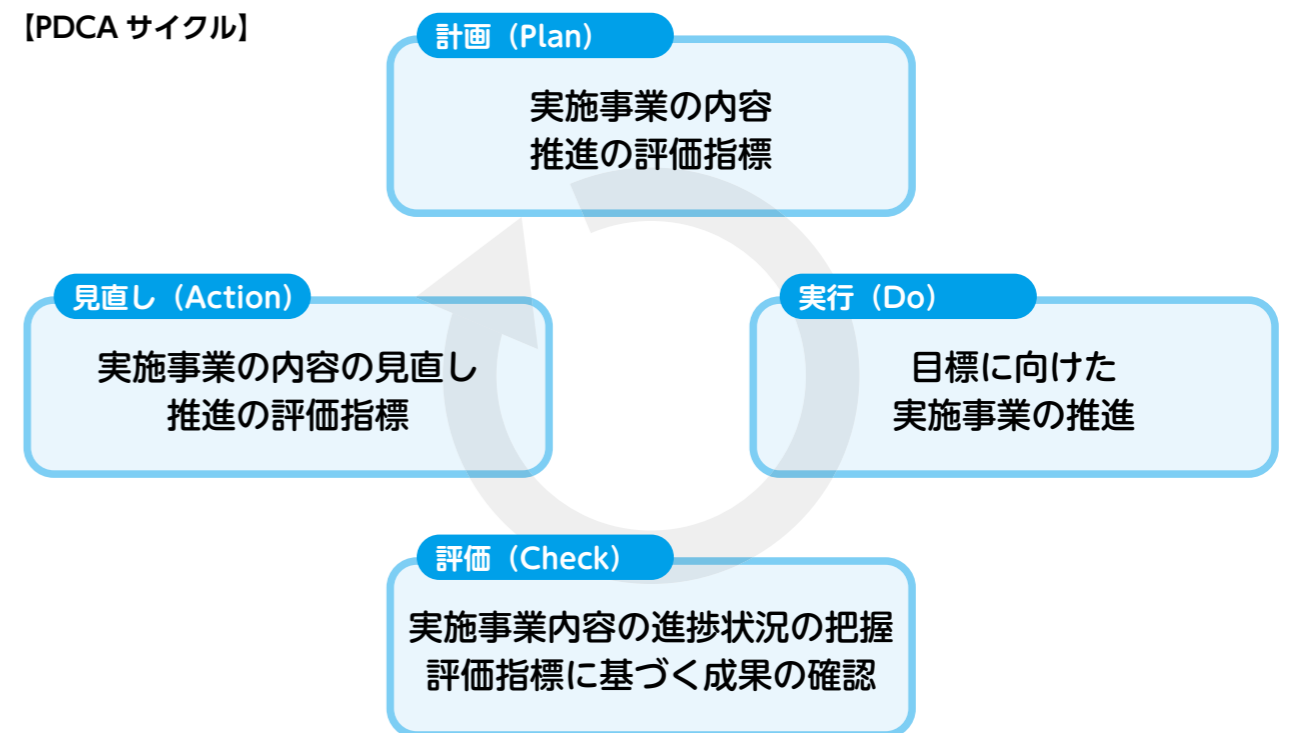 【PDCA サイクル】
計画（Plan）
実施事業の内容
推進の評価指標
実行（Do）
目標に向けた
実施事業の推進
評価（Check）
実施事業内容の進捗状況の把握
評価指標に基づく成果の確認
見直し（Action）
実施事業の内容の見直し
推進の評価指標